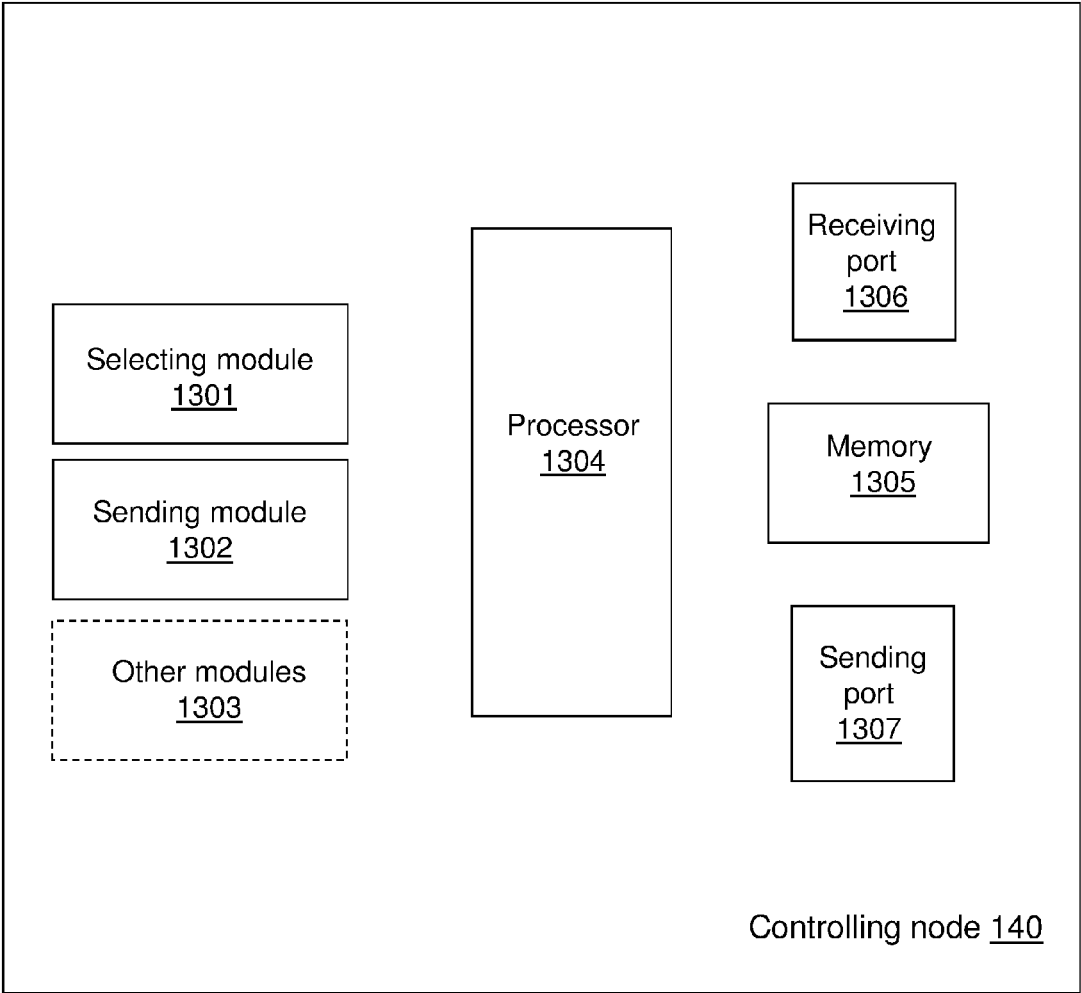 Selecting module
1301
Sending module
1302
Other modules
1303
Processor
1304
Receiving
port
1306
Memory
1305
Sending
port
1307
Controlling node 140